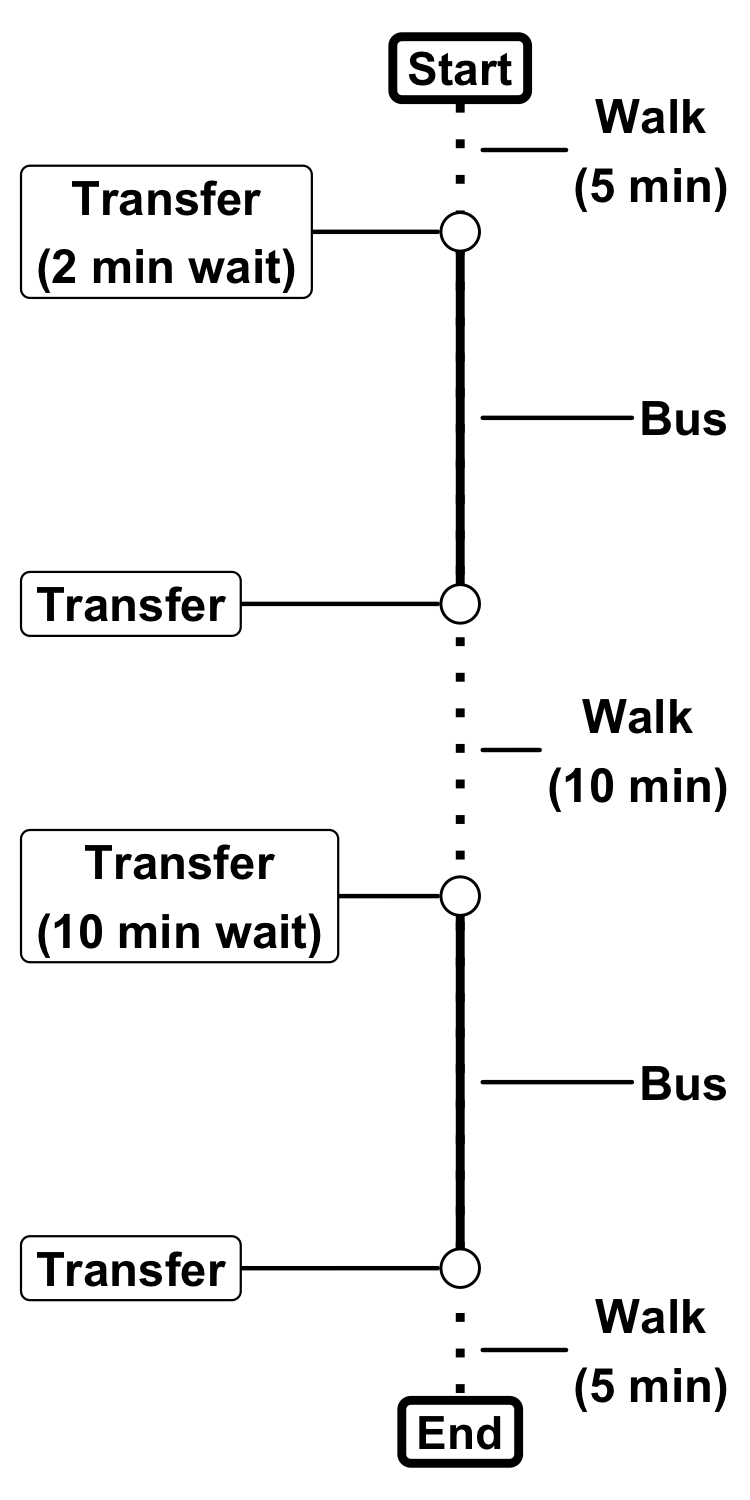 Start
Walk
(5 min)
Transfer
(2 min wait)
Bus
Transfer
Walk
(10 min)
Transfer
(10 min wait)
Bus
Transfer
Walk
(5 min)
End